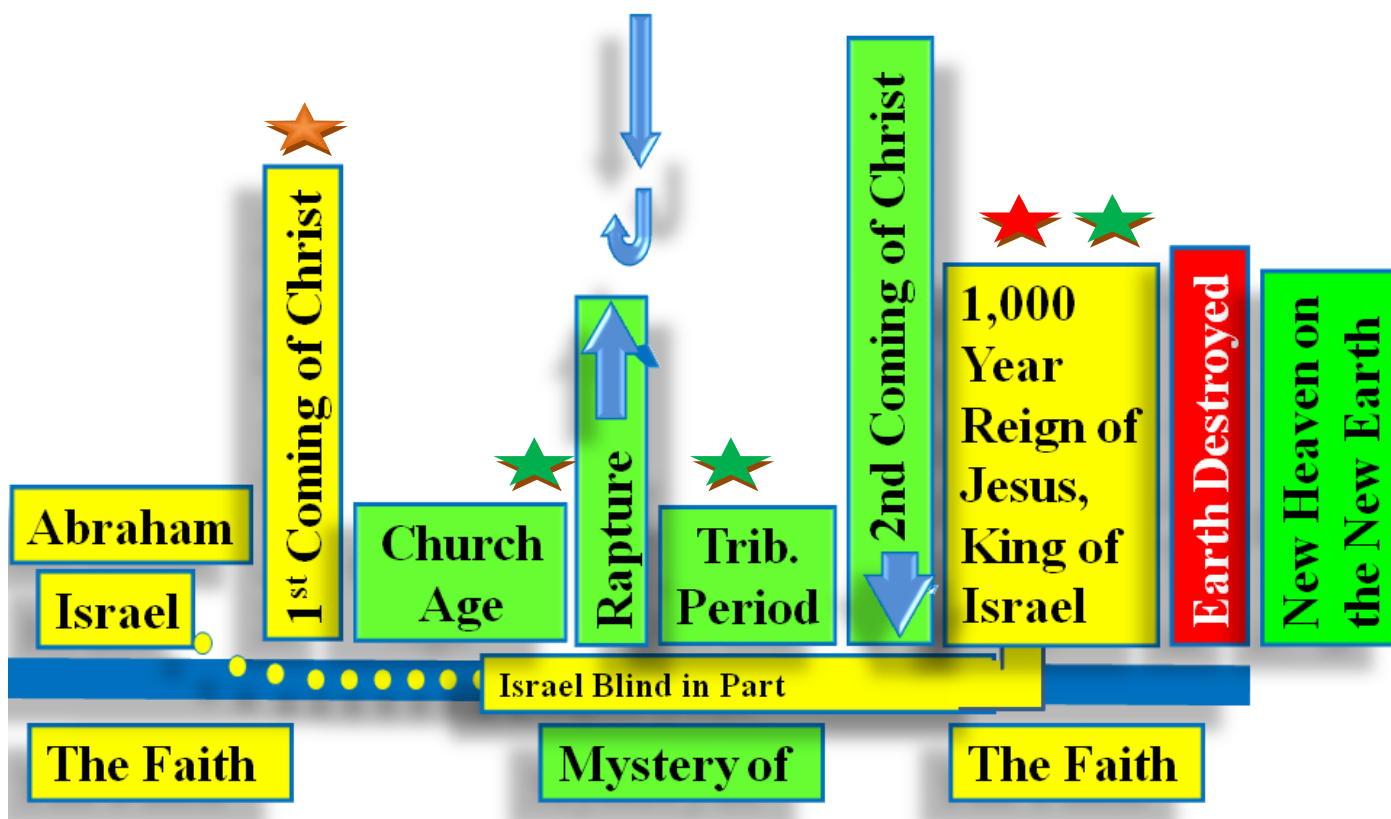 Abraham
Israel
1st Coming of Christ
Church
Age
Rapture
Trib.
Period
2nd Coming of Christ
1,000
Year
Reign of
Jesus,
King of
Israel
Earth Destroyed
New Heaven on
the New Earth
Israel Blind in Part
The Faith
Mystery of
The Faith